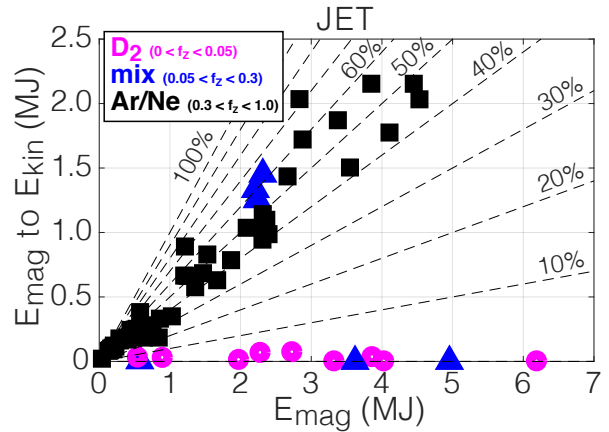 JET
D2 (0 < fz < 0.05)
mix (0.05 < fz < 0.3)
Ar/Ne (0.3 < fz < 1.0)
100%
60%
50%
40%
30%
20%
10%
Emag to Ekin (MJ)
2.5
2.0
1.5
1.0
0.5
0
0 1 2 3 4 5 6 7
Emag (MJ)